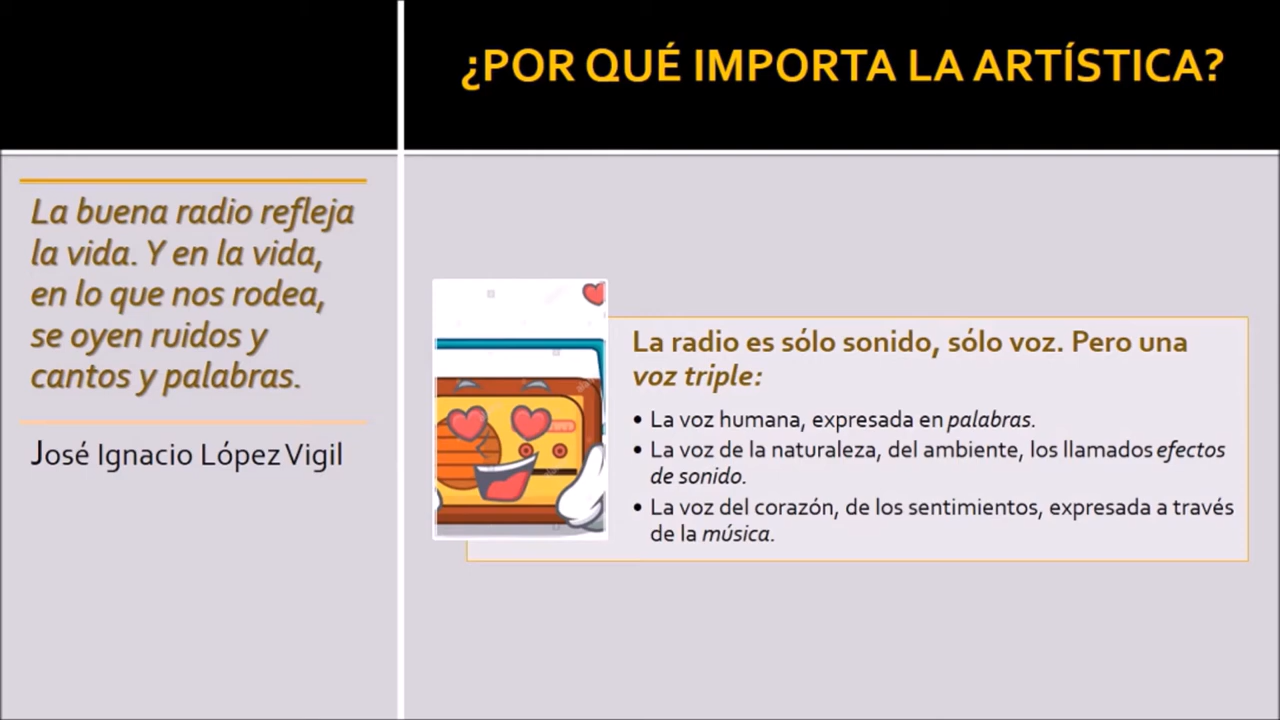 ¿POR QUÉ IMPORTA LA ARTÍSTICA?
La buena radio refleja
la vida. Y en la vida,
en lo que nos rodea,
se oyen ruidos y
cantos y palabras.
José Ignacio López Vigil
La radio es sólo sonido, sólo voz. Pero una
voz triple:
• La voz humana, expresada en palabras.
• La voz de la naturaleza, del ambiente, los llamados efectos
de sonido.
• La voz del corazón, de los sentimientos, expresada a través
de la música.